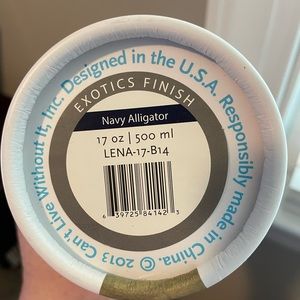 © 2013 Can't Live Without It, Inc. Designed in the U.S.A. Responsibly made in China.
EXOTICS FINISH
Navy Alligator
17 oz | 500 ml
LENA-17-B14
6 39725 84142 3